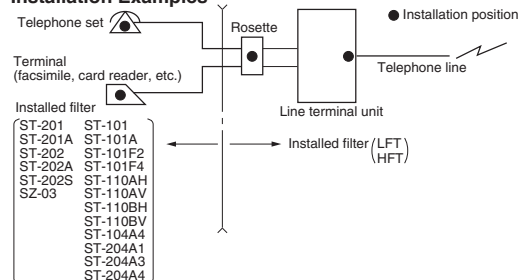 Installation Examples
Telephone set
Rosette
● Installation position
Terminal
(facsimile, card reader, etc.)
Telephone line
Installed filter
Line terminal unit
ST-201 ST-101
ST-201A ST-101A
ST-202 ST-101F2
ST-202A ST-101F4
ST-202S ST-110AH
SZ-03 ST-110AV
ST-110BH
ST-110BV
ST-104A4
ST-204A1
ST-204A3
ST-204A4
Installed filter (LFT
HFT)